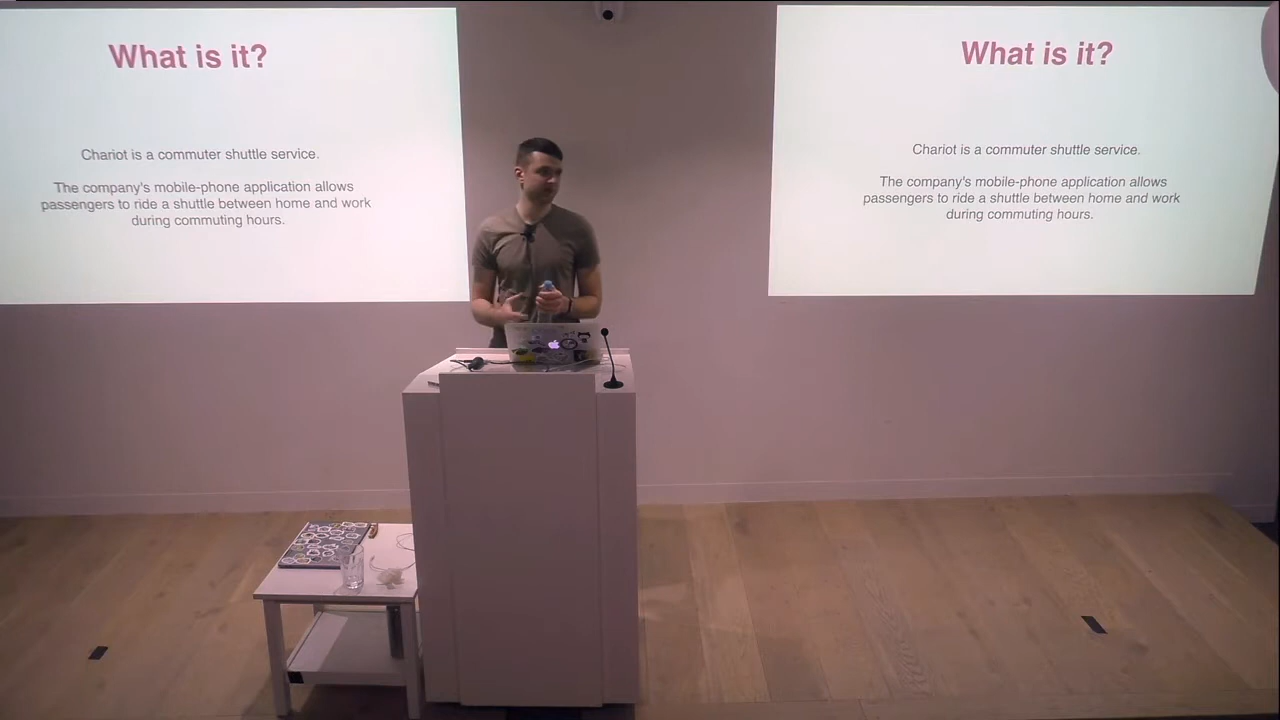 What is it?
Chariot is a commuter shuttle service.
The company's mobile-phone application allows
passengers to ride a shuttle between home and work
during commuting hours.
What is it?
Chariot is a commuter shuttle service.
The company's mobile-phone application allows
passengers to ride a shuttle between home and work
during commuting hours.